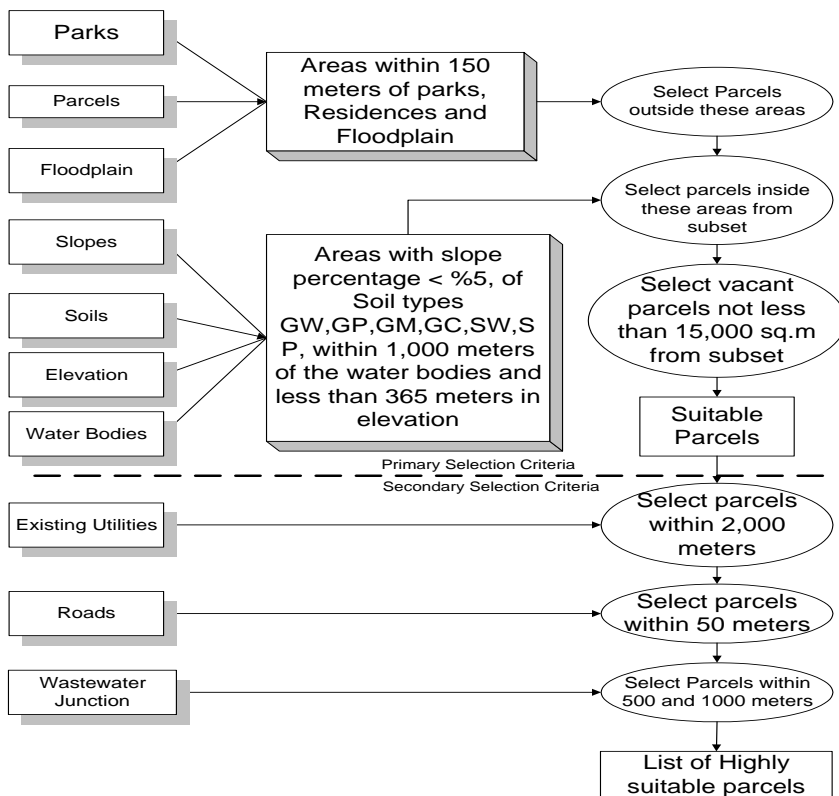 Parks
Parcels
Floodplain
Areas within 150
meters of parks,
Residences and
Floodplain
Select Parcels
outside these areas
Select parcels inside
these areas from
subset
Slopes
Soils
Elevation
Water Bodies
Areas with slope
percentage < %5, of
Soil types
GW,GP,GM,GC,SW,S
P, within 1,000 meters
of the water bodies and
less than 365 meters in
elevation
Select vacant
parcels not less
than 15,000 sq.m
from subset
Suitable
Parcels
Primary Selection Criteria
Secondary Selection Criteria
Existing Utilities
Select parcels
within 2,000
meters
Roads
Select parcels
within 50 meters
Wastewater
Junction
Select Parcels within
500 and 1000 meters
List of Highly
suitable parcels